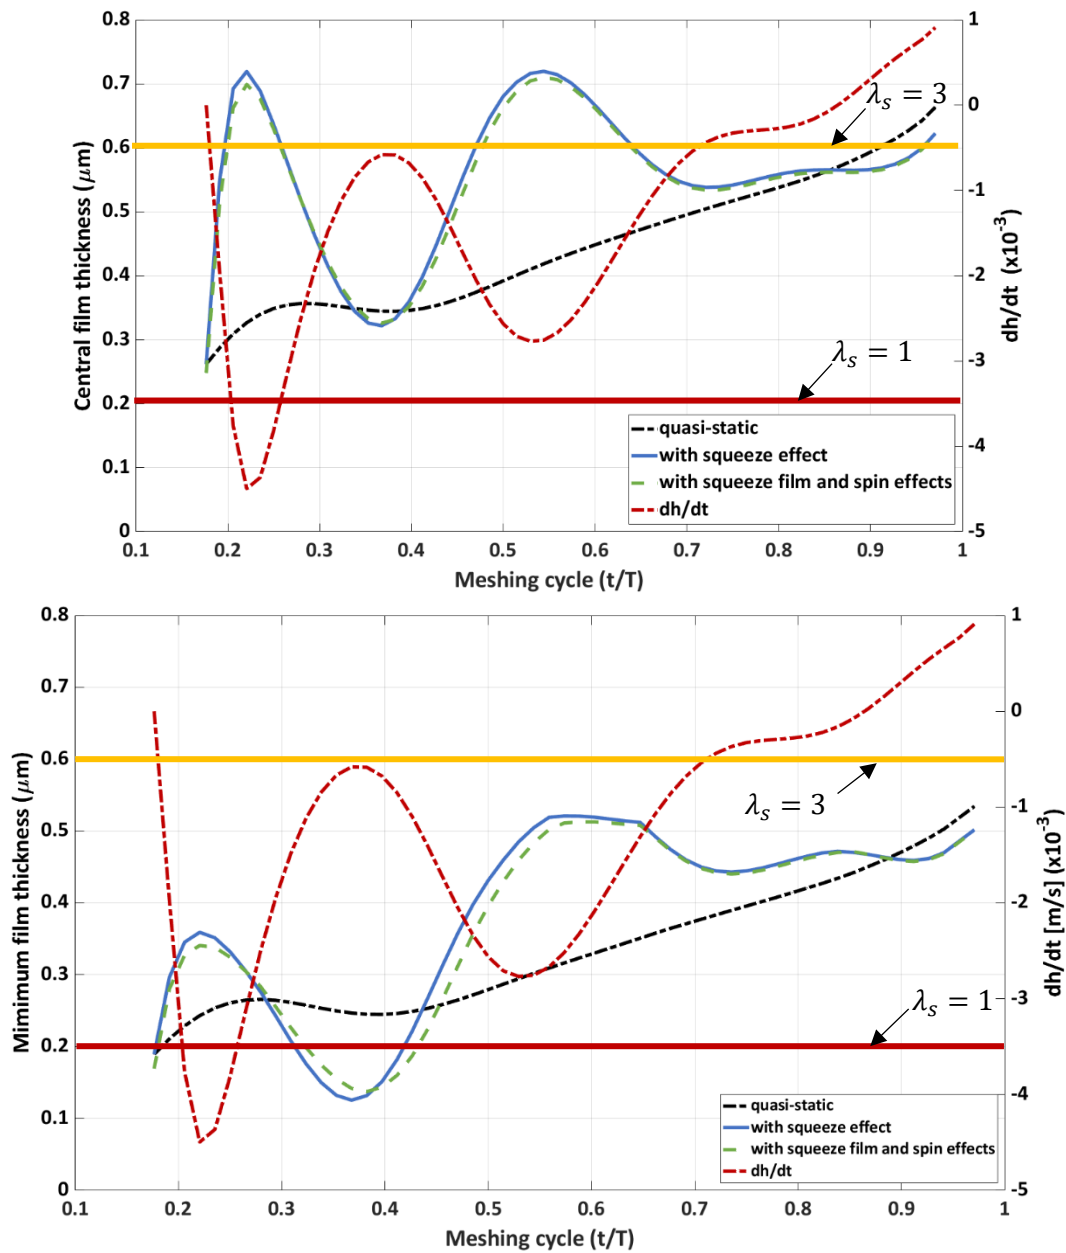 0.8
0.7
0.6
0.5
0.4
0.3
0.2
0.1
0
Central film thickness (μm)
1
0
-1
-2
-3
-4
-5
dh/dt (x10⁻³)
λₛ = 3
λₛ = 1
quasi-static
with squeeze effect
with squeeze film and spin effects
dh/dt
0.1 0.2 0.3 0.4 0.5 0.6 0.7 0.8 0.9 1
Meshing cycle (t/T)
0.8
0.7
0.6
0.5
0.4
0.3
0.2
0.1
0
Mimimum film thickness (μm)
1
0
-1
-2
-3
-4
-5
dh/dt [m/s] (x10⁻³)
λₛ = 3
λₛ = 1
quasi-static
with squeeze effect
with squeeze film and spin effects
dh/dt
0.1 0.2 0.3 0.4 0.5 0.6 0.7 0.8 0.9 1
Meshing cycle (t/T)